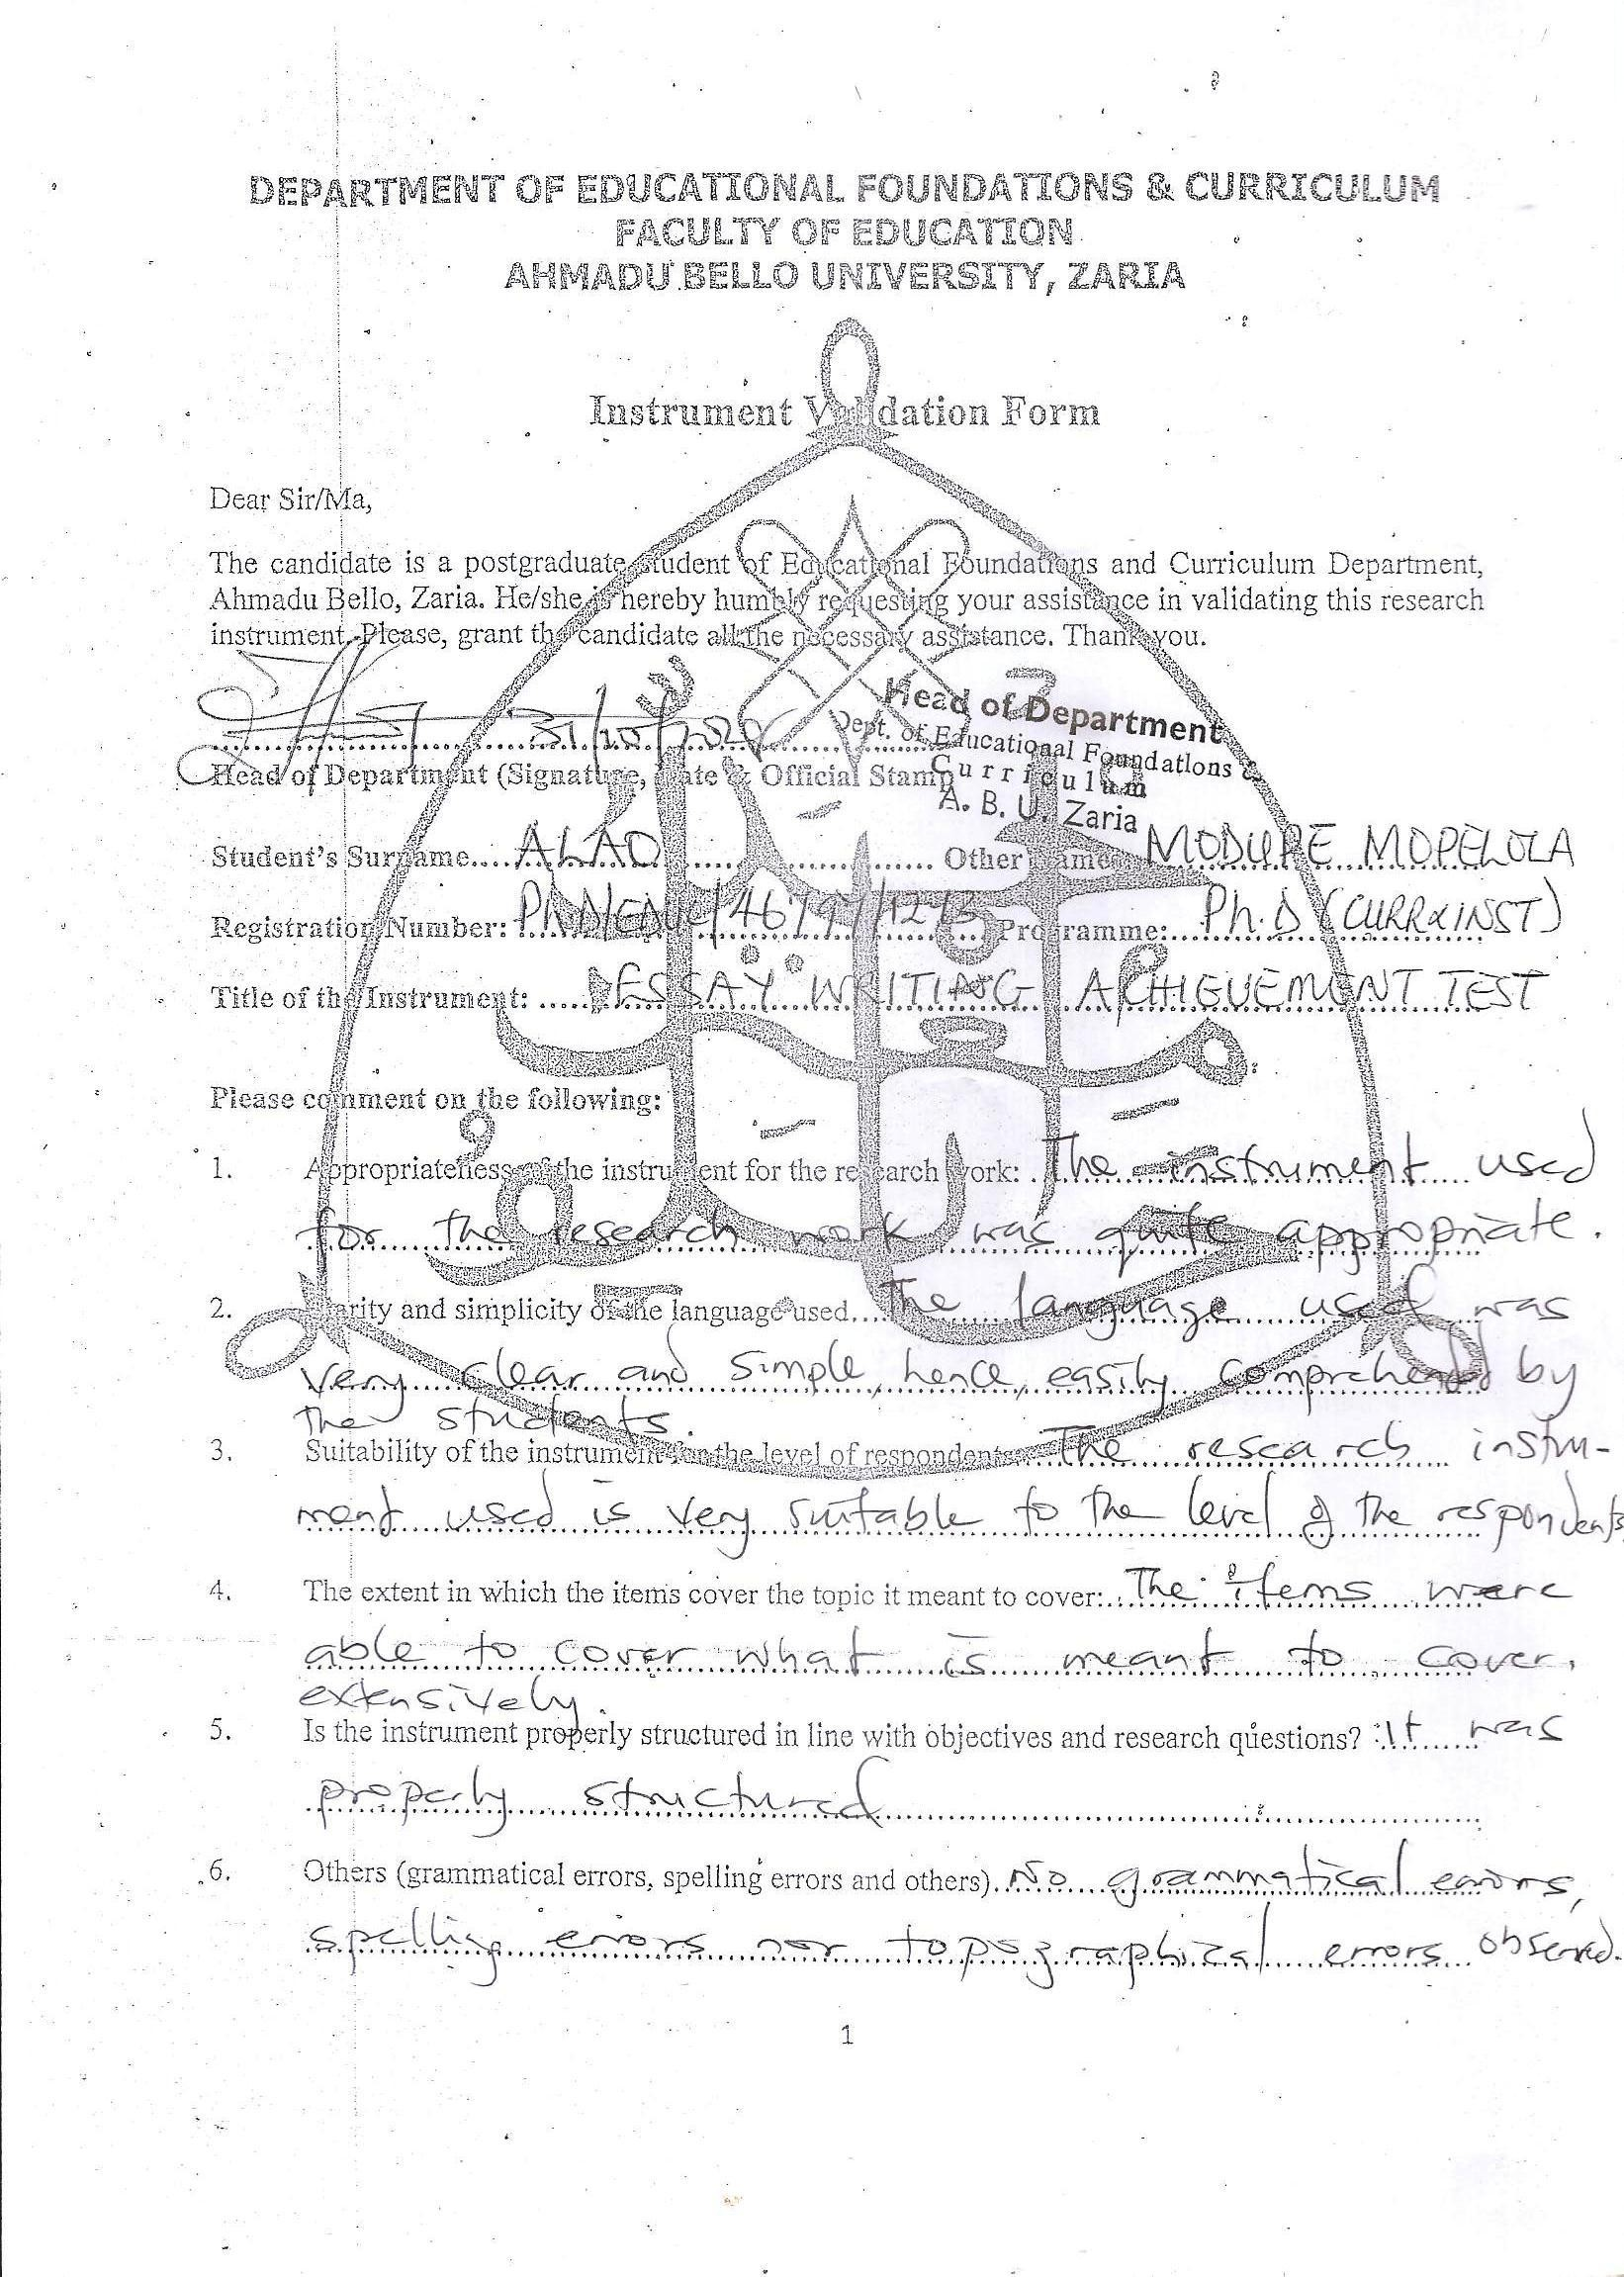 DEPARTMENT OF EDUCATIONAL FOUNDATIONS & CURRICULUM
FACULTY OF EDUCATION
AHMADU BELLO UNIVERSITY, ZARIA
Instrument Validation Form
Dear Sir/Ma,
The candidate is a postgraduate student of Educational Foundations and Curriculum Department,
Ahmadu Bello, Zaria. He/she is hereby humbly requesting your assistance in validating this research
instrument. Please, grant the candidate all the necessary assistance. Thank you.
Head of Department
Dept. of Educational Foundations &
Curriculum
A. B. U. Zaria
Head of Department (Signature, Date & Official Stamp
Student's Surname ALAO Other Name MODUPE MOPELOLA
Registration Number: Programme: Ph.D (CURR & INST)
Title of the Instrument: ESSAY WRITING ACHIEVEMENT TEST
Please comment on the following:
1. Appropriateness of the instrument for the research work: The instrument used
for the research work was quite appropriate.
2. Clarity and simplicity of the language used The language used was
very clear and simple, hence, easily comprehended by
the students.
3. Suitability of the instrument for the level of respondents The research instru-
ment used is very suitable to the level of the respondents
4. The extent in which the items cover the topic it meant to cover: The items were
able to cover what is meant to cover,
extensively.
5. Is the instrument properly structured in line with objectives and research questions? It was
properly structured
6. Others (grammatical errors, spelling errors and others) No grammatical errors,
spelling errors nor topographical errors observed.
1